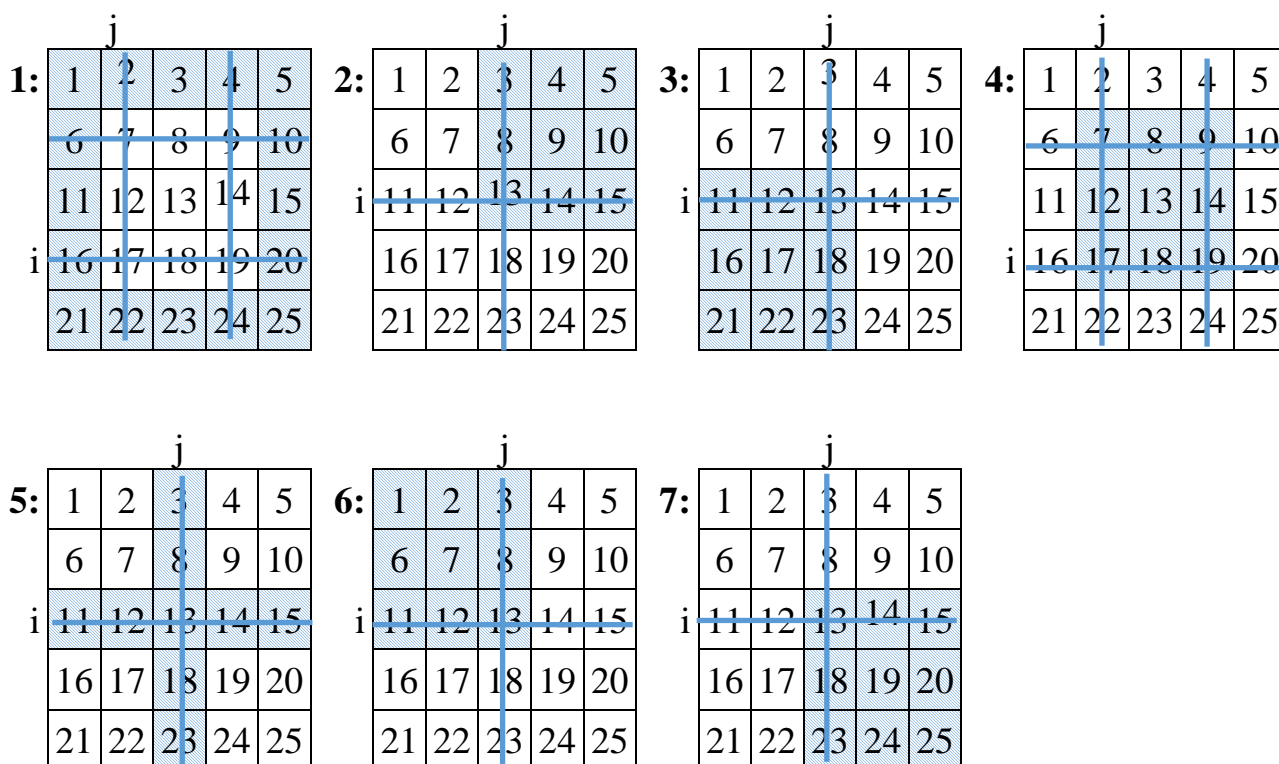 j j j j
1: 1 2 3 4 5 2: 1 2 3 4 5 3: 1 2 3 4 5 4: 1 2 3 4 5
6 7 8 9 10 6 7 8 9 10 6 7 8 9 10 6 7 8 9 10
11 12 13 14 15 i 11 12 13 14 15 i 11 12 13 14 15 11 12 13 14 15
i 16 17 18 19 20 16 17 18 19 20 16 17 18 19 20 i 16 17 18 19 20
21 22 23 24 25 21 22 23 24 25 21 22 23 24 25 21 22 23 24 25
j j j
5: 1 2 3 4 5 6: 1 2 3 4 5 7: 1 2 3 4 5
6 7 8 9 10 6 7 8 9 10 6 7 8 9 10
i 11 12 13 14 15 i 11 12 13 14 15 i 11 12 13 14 15
16 17 18 19 20 16 17 18 19 20 16 17 18 19 20
21 22 23 24 25 21 22 23 24 25 21 22 23 24 25